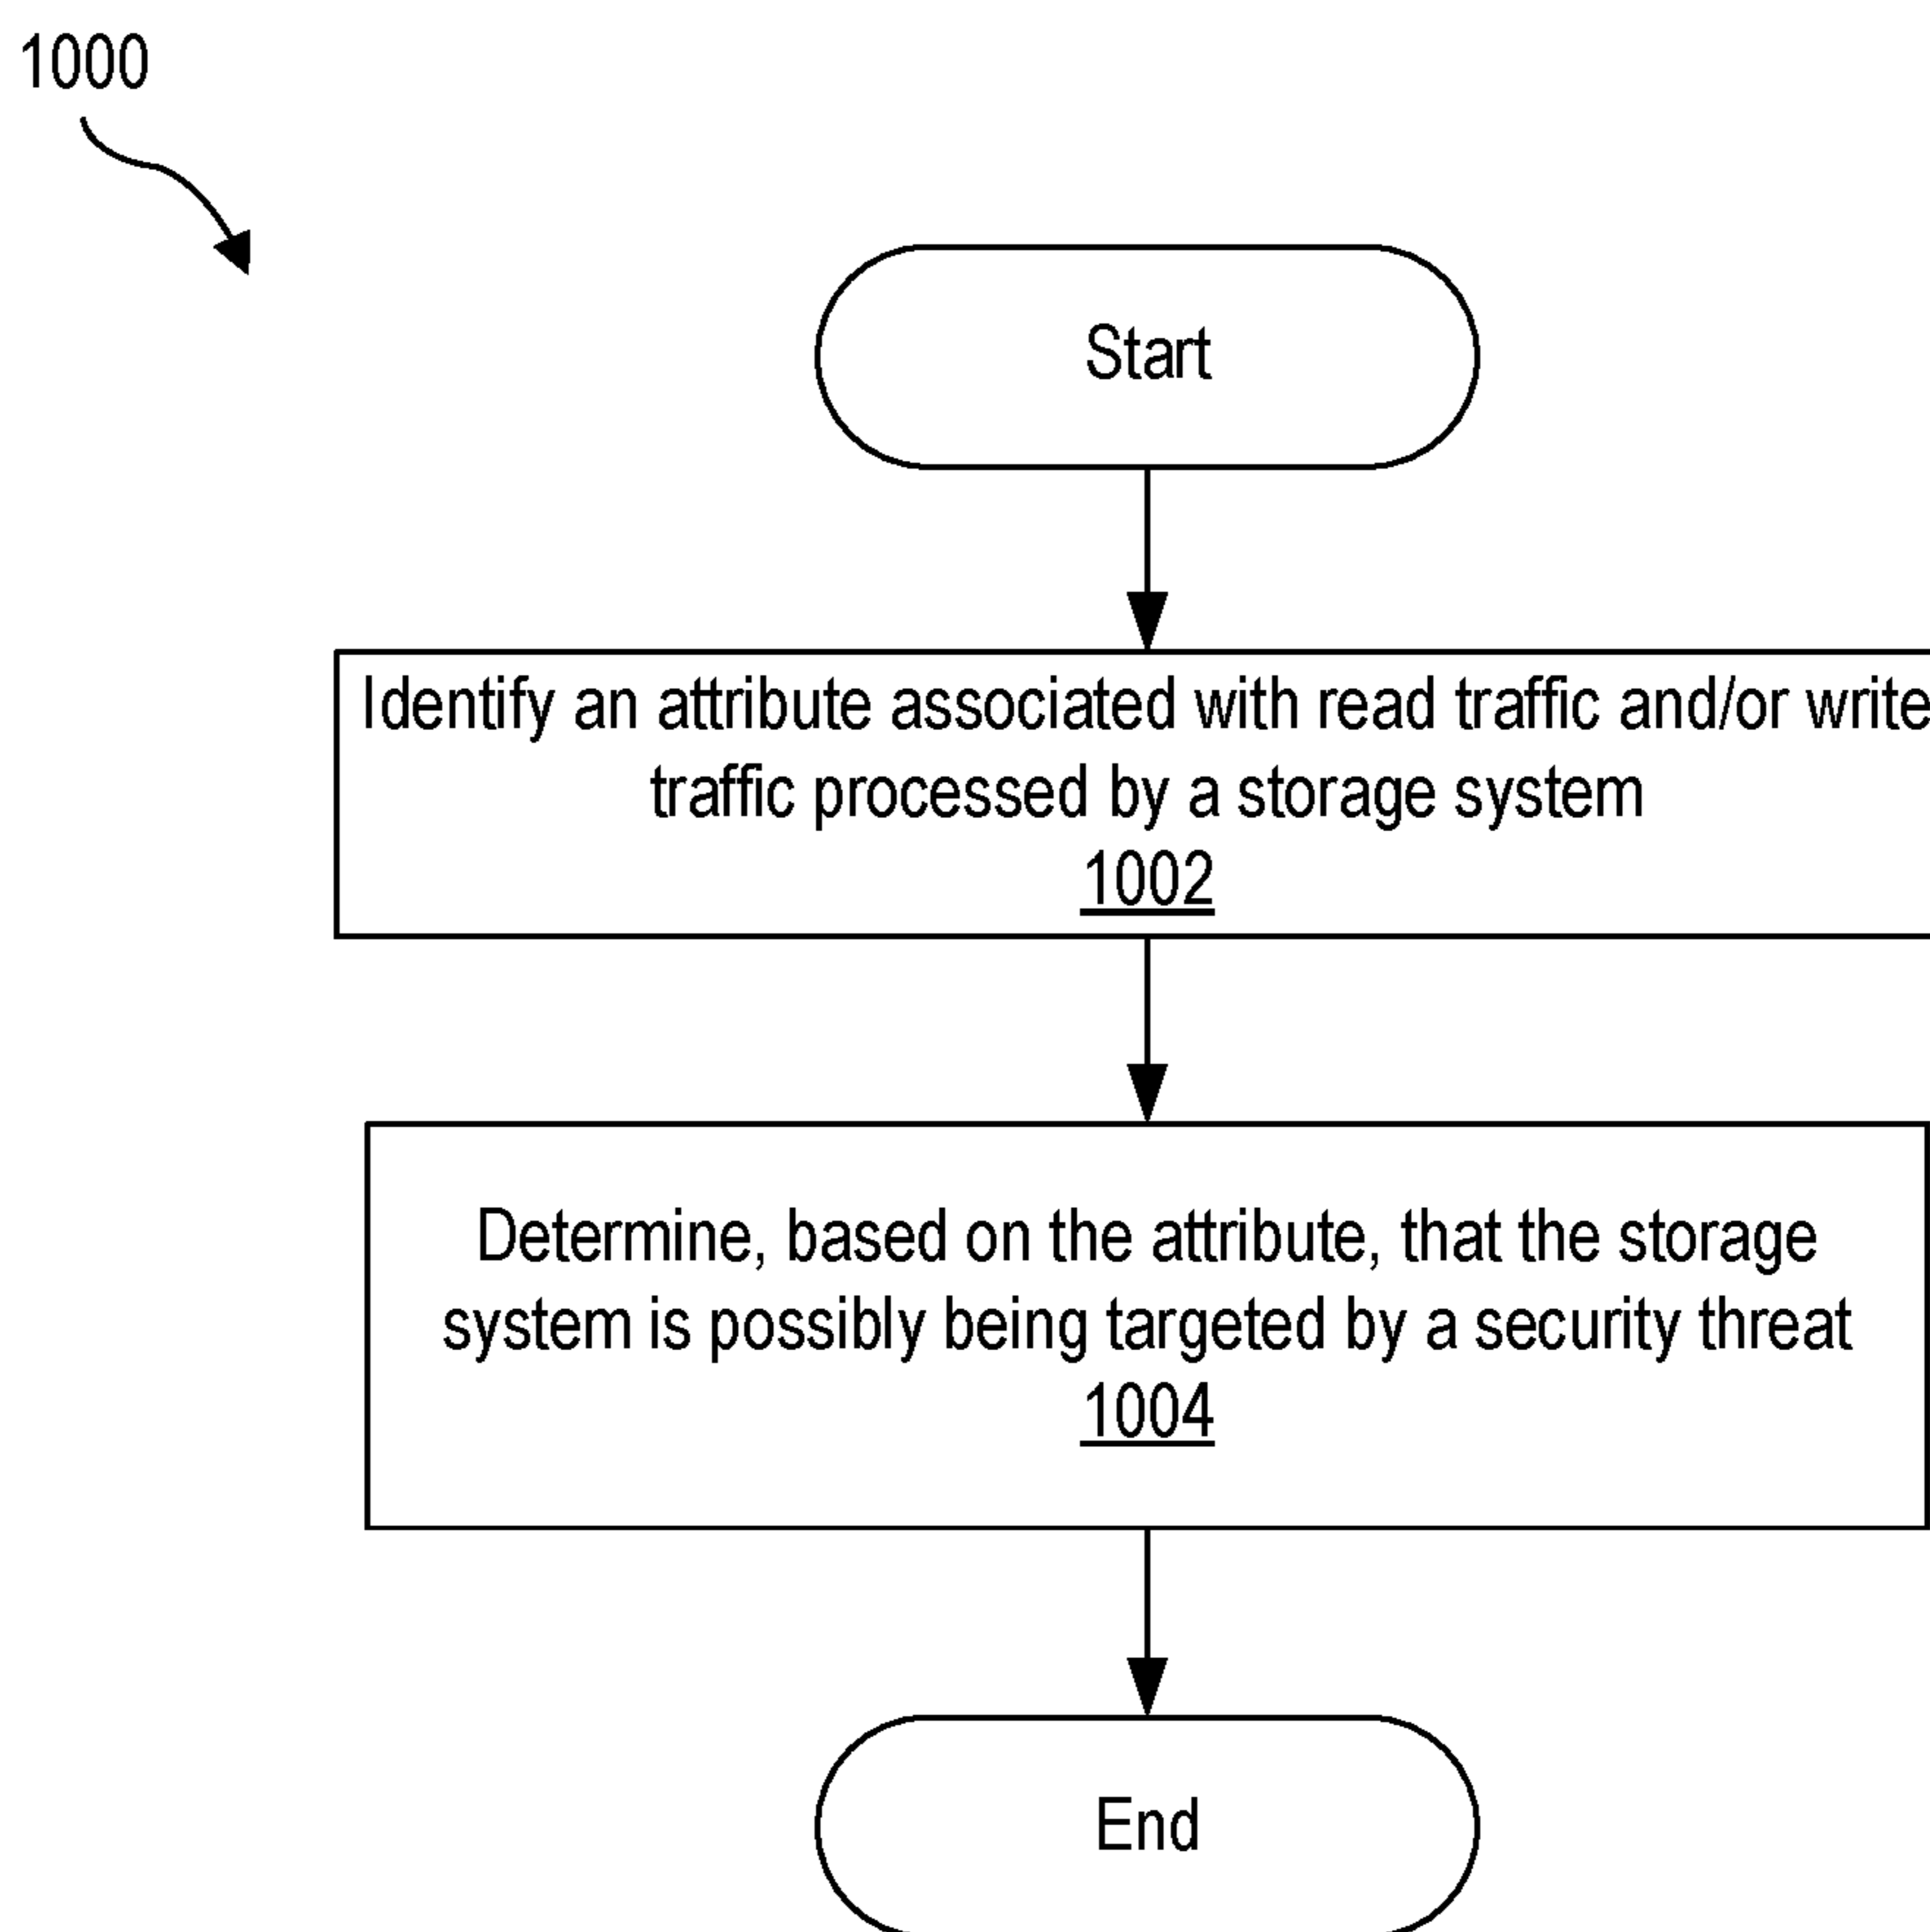 1000
Start
Identify an attribute associated with read traffic and/or write
traffic processed by a storage system
1002
Determine, based on the attribute, that the storage
system is possibly being targeted by a security threat
1004
End